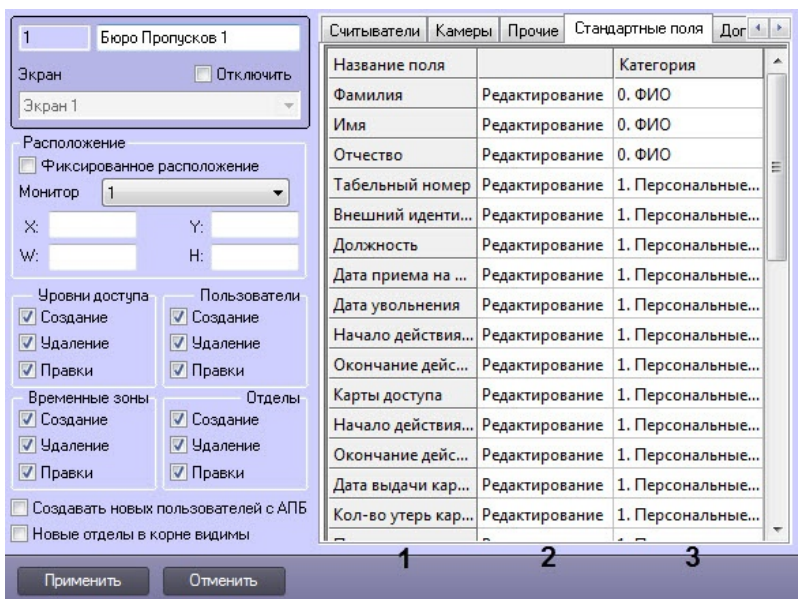 1 Бюро Пропусков 1
Экран Отключить
Экран 1
Расположение
Фиксированное расположение
Монитор 1
X: Y:
W: H:
Уровни доступа Пользователи
Создание Создание
Удаление Удаление
Правки Правки
Временные зоны Отделы
Создание Создание
Удаление Удаление
Правки Правки
Создавать новых пользователей с АПБ
Новые отделы в корне видимы
Считыватели Камеры Прочие Стандартные поля Дог
Название поля Категория
Фамилия Редактирование 0. ФИО
Имя Редактирование 0. ФИО
Отчество Редактирование 0. ФИО
Табельный номер Редактирование 1. Персональные...
Внешний иденти... Редактирование 1. Персональные...
Должность Редактирование 1. Персональные...
Дата приема на ... Редактирование 1. Персональные...
Дата увольнения Редактирование 1. Персональные...
Начало действия... Редактирование 1. Персональные...
Окончание дейс... Редактирование 1. Персональные...
Карты доступа Редактирование 1. Персональные...
Начало действия... Редактирование 1. Персональные...
Окончание дейс... Редактирование 1. Персональные...
Дата выдачи кар... Редактирование 1. Персональные...
Кол-во утерь кар... Редактирование 1. Персональные...
1 2 3
Применить Отменить